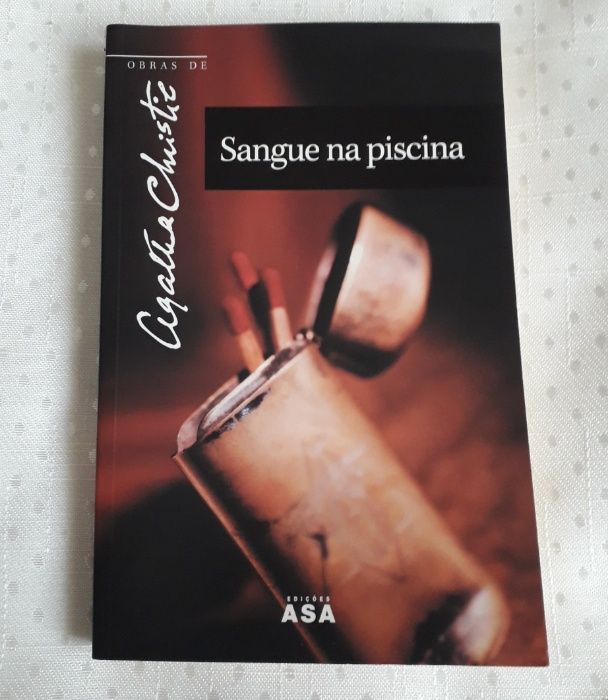 OBRAS DE
Agatha Christie
Sangue na piscina
EDIÇÕES
ASA